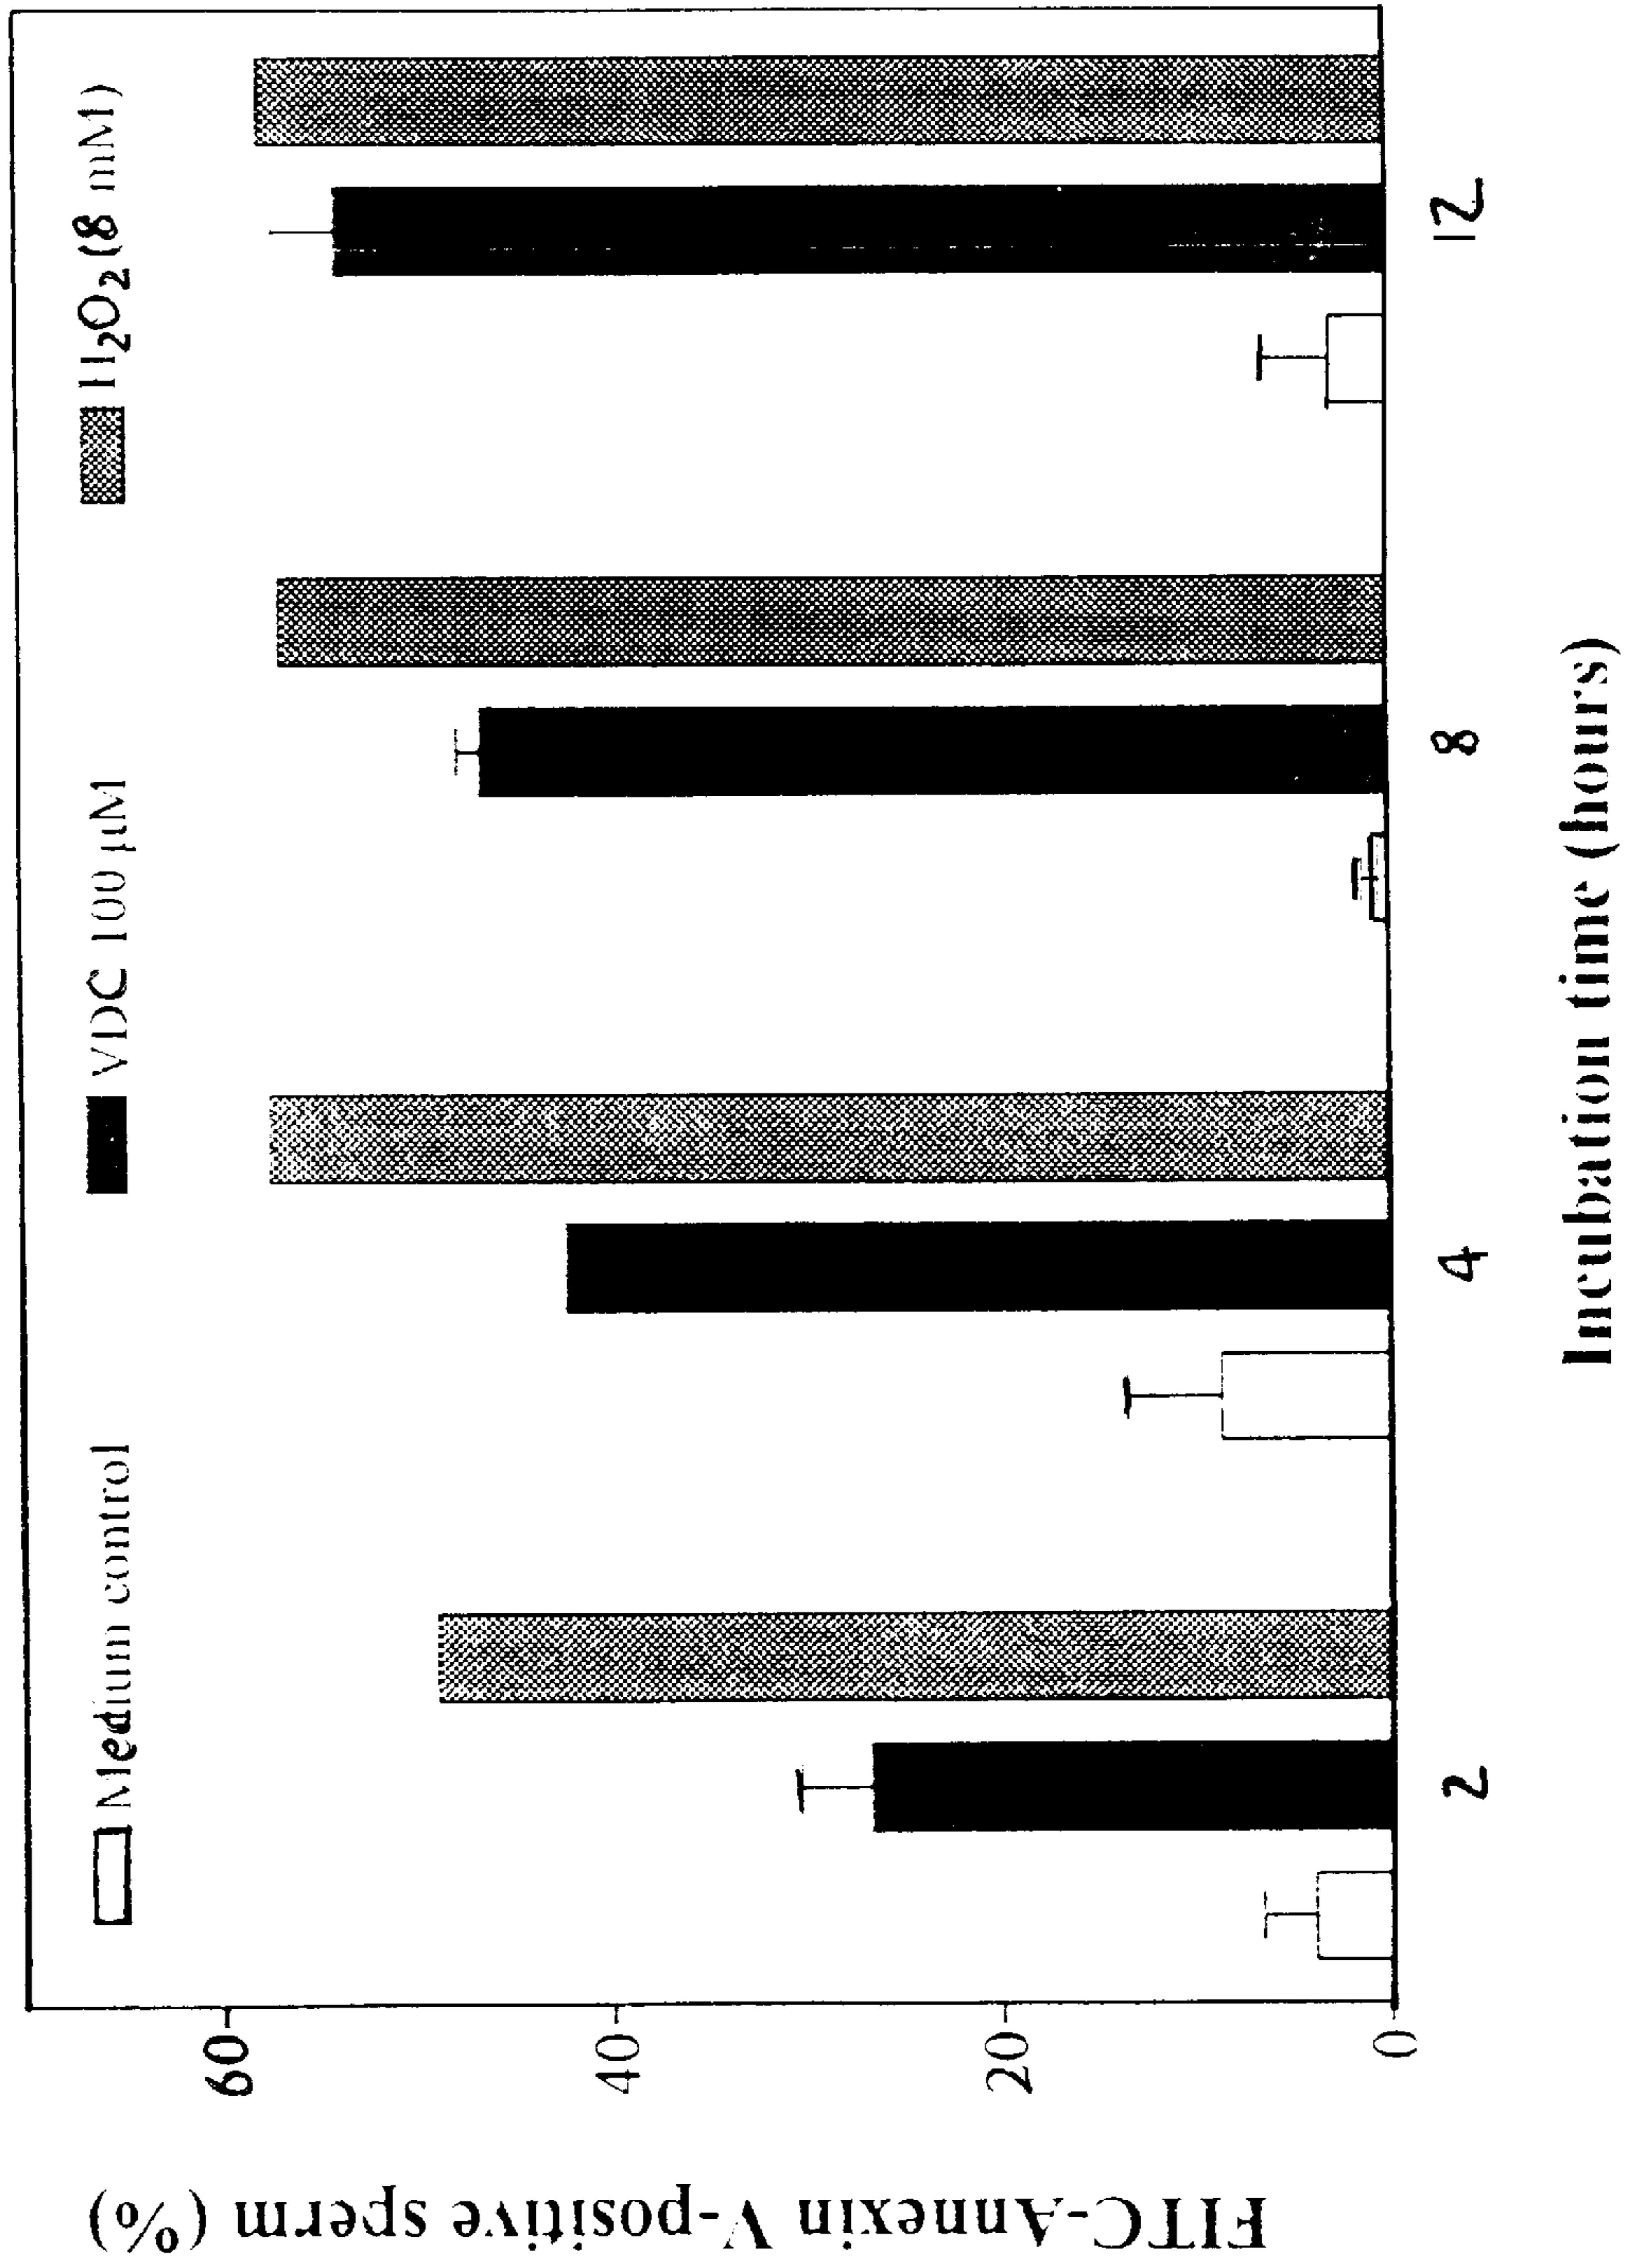 Medium control
VDC 100 µM
H₂O₂ (8 mM)
FITC-Annexin V-positive sperm (%)
60
40
20
0
2
4
8
12
Incubation time (hours)